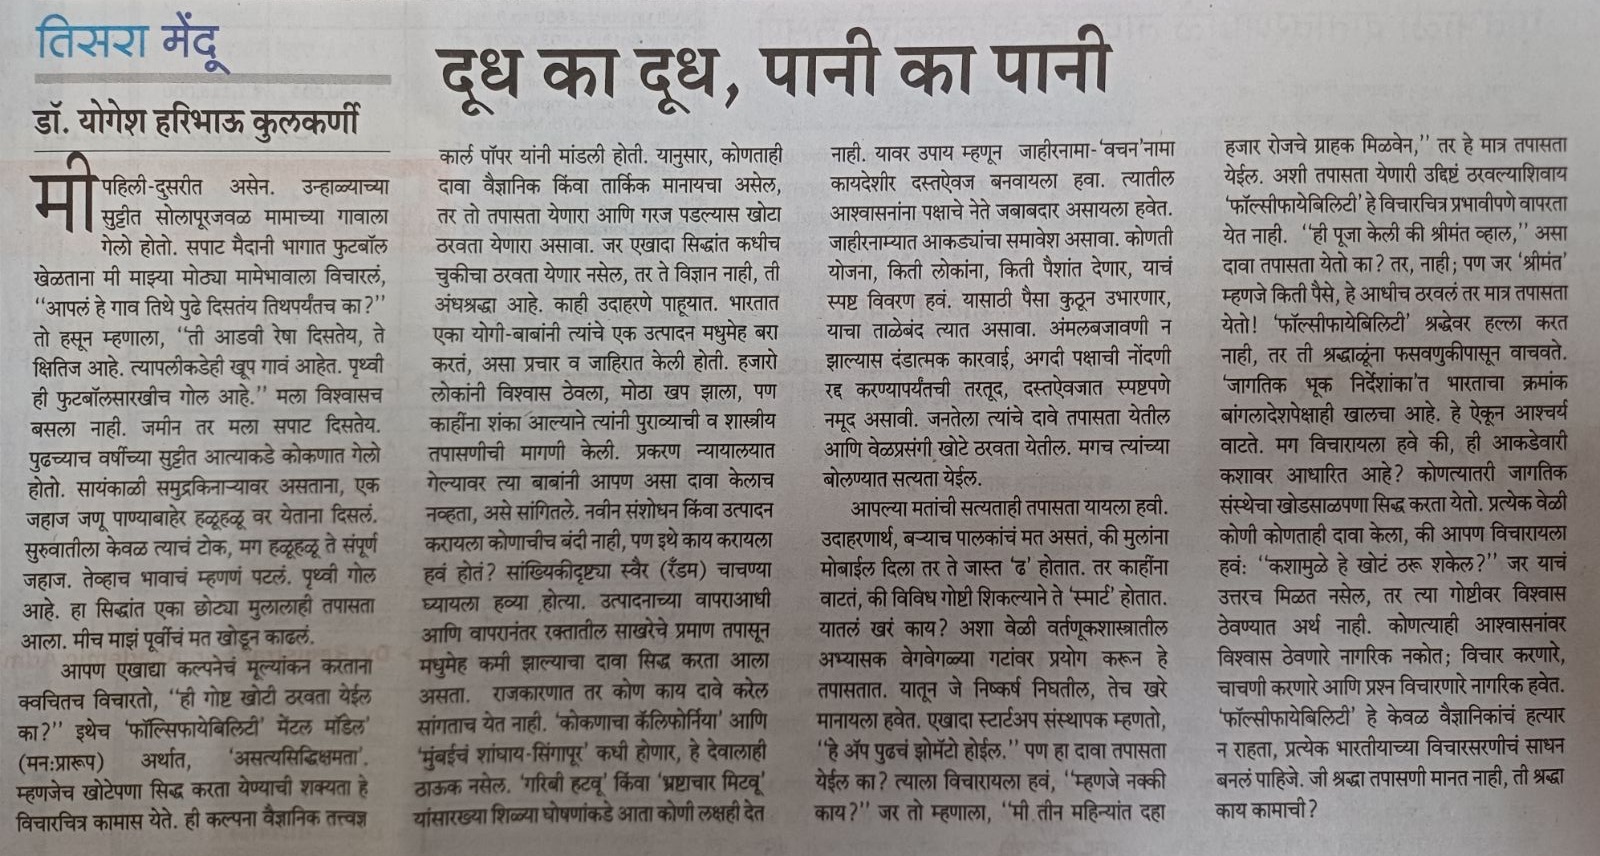 तिसरा मेंदू
डॉ. योगेश हरिभाऊ कुलकर्णी
दूध का दूध, पानी का पानी
मी पहिली-दुसरीत असेन. उन्हाळ्याच्या
सुट्टीत सोलापूरजवळ मामाच्या गावाला
गेलो होतो. सपाट मैदानी भागात फुटबॉल
खेळताना मी माझ्या मोठ्या मामेभावाला विचारलं,
‘‘आपलं हे गाव तिथे पुढे दिसतंय तिथपर्यंतच का?’’
तो हसून म्हणाला, ‘‘ती आडवी रेषा दिसतेय, ते
क्षितिज आहे. त्यापलीकडेही खूप गावं आहेत. पृथ्वी
ही फुटबॉलसारखीच गोल आहे.’’ मला विश्वासच
बसला नाही. जमीन तर मला सपाट दिसतेय.
पुढच्याच वर्षीच्या सुट्टीत आत्याकडे कोकणात गेलो
होतो. सायंकाळी समुद्रकिनाऱ्यावर असताना, एक
जहाज जणू पाण्याबाहेर हळूहळू वर येताना दिसलं.
सुरुवातीला केवळ त्याचं टोक, मग हळूहळू ते संपूर्ण
जहाज. तेव्हाच भावाचं म्हणणं पटलं. पृथ्वी गोल
आहे. हा सिद्धांत एका छोट्या मुलालाही तपासता
आला. मीच माझं पूर्वीचं मत खोडून काढलं.
आपण एखाद्या कल्पनेचं मूल्यांकन करताना
क्वचितच विचारतो, ‘‘ही गोष्ट खोटी ठरवता येईल
का?’’ इथेच ‘फॉल्सिफायेबिलिटी’ मेंटल मॉडेल’
(मन:प्रारूप) अर्थात, ‘असत्यसिद्धिक्षमता’.
म्हणजेच खोटेपणा सिद्ध करता येण्याची शक्यता हे
विचारचित्र कामास येते. ही कल्पना वैज्ञानिक तत्त्वज्ञ
कार्ल पॉपर यांनी मांडली होती. यानुसार, कोणताही
दावा वैज्ञानिक किंवा तार्किक मानायचा असेल,
तर तो तपासता येणारा आणि गरज पडल्यास खोटा
ठरवता येणारा असावा. जर एखादा सिद्धांत कधीच
चुकीचा ठरवता येणार नसेल, तर ते विज्ञान नाही, ती
अंधश्रद्धा आहे. काही उदाहरणे पाहूयात. भारतात
एका योगी-बाबांनी त्यांचे एक उत्पादन मधुमेह बरा
करतं, असा प्रचार व जाहिरात केली होती. हजारो
लोकांनी विश्वास ठेवला, मोठा खप झाला, पण
काहींना शंका आल्याने त्यांनी पुराव्याची व शास्त्रीय
तपासणीची मागणी केली. प्रकरण न्यायालयात
गेल्यावर त्या बाबांनी आपण असा दावा केलाच
नव्हता, असे सांगितले. नवीन संशोधन किंवा उत्पादन
करायला कोणाचीच बंदी नाही, पण इथे काय करायला
हवं होतं? सांख्यिकीदृष्ट्या स्वैर (रँडम) चाचण्या
घ्यायला हव्या होत्या. उत्पादनाच्या वापराआधी
आणि वापरानंतर रक्तातील साखरेचे प्रमाण तपासून
मधुमेह कमी झाल्याचा दावा सिद्ध करता आला
असता. राजकारणात तर कोण काय दावे करेल
सांगताच येत नाही. ‘कोकणाचा कॅलिफोर्निया’ आणि
‘मुंबईचं शांघाय-सिंगापूर’ कधी होणार, हे देवालाही
ठाऊक नसेल. ‘गरिबी हटवू’ किंवा ‘भ्रष्टाचार मिटवू’
यांसारख्या शिळ्या घोषणांकडे आता कोणी लक्षही देत
नाही. यावर उपाय म्हणून जाहीरनामा-‘वचन’नामा
कायदेशीर दस्तऐवज बनवायला हवा. त्यातील
आश्वासनांना पक्षाचे नेते जबाबदार असायला हवेत.
जाहीरनाम्यात आकड्यांचा समावेश असावा. कोणती
योजना, किती लोकांना, किती पैशांत देणार, याचं
स्पष्ट विवरण हवं. यासाठी पैसा कुठून उभारणार,
याचा ताळेबंद त्यात असावा. अंमलबजावणी न
झाल्यास दंडात्मक कारवाई, अगदी पक्षाची नोंदणी
रद्द करण्यापर्यंतची तरतूद, दस्तऐवजात स्पष्टपणे
नमूद असावी. जनतेला त्यांचे दावे तपासता येतील
आणि वेळप्रसंगी खोटे ठरवता येतील. मगच त्यांच्या
बोलण्यात सत्यता येईल.
आपल्या मतांची सत्यताही तपासता यायला हवी.
उदाहरणार्थ, बऱ्याच पालकांचं मत असतं, की मुलांना
मोबाईल दिला तर ते जास्त ‘ढ’ होतात. तर काहींना
वाटतं, की विविध गोष्टी शिकल्याने ते ‘स्मार्ट’ होतात.
यातलं खरं काय? अशा वेळी वर्तणूकशास्त्रातील
अभ्यासक वेगवेगळ्या गटांवर प्रयोग करून हे
तपासतात. यातून जे निष्कर्ष निघतील, तेच खरे
मानायला हवेत. एखादा स्टार्टअप संस्थापक म्हणतो,
‘‘हे ॲप पुढचं झोमॅटो होईल.’’ पण हा दावा तपासता
येईल का? त्याला विचारायला हवं, ‘‘म्हणजे नक्की
काय?’’ जर तो म्हणाला, ‘‘मी तीन महिन्यांत दहा
हजार रोजचे ग्राहक मिळवेन,’’ तर हे मात्र तपासता
येईल. अशी तपासता येणारी उद्दिष्टं ठरवल्याशिवाय
‘फॉल्सीफायेबिलिटी’ हे विचारचित्र प्रभावीपणे वापरता
येत नाही. ‘‘ही पूजा केली की श्रीमंत व्हाल,’’ असा
दावा तपासता येतो का? तर, नाही; पण जर ‘श्रीमंत’
म्हणजे किती पैसे, हे आधीच ठरवलं तर मात्र तपासता
येतो! ‘फॉल्सीफायेबिलिटी’ श्रद्धेवर हल्ला करत
नाही, तर ती श्रद्धाळूंना फसवणुकीपासून वाचवते.
‘जागतिक भूक निर्देशांका’त भारताचा क्रमांक
बांगलादेशपेक्षाही खालचा आहे. हे ऐकून आश्चर्य
वाटते. मग विचारायला हवे की, ही आकडेवारी
कशावर आधारित आहे? कोणत्यातरी जागतिक
संस्थेचा खोडसाळपणा सिद्ध करता येतो. प्रत्येक वेळी
कोणी कोणताही दावा केला, की आपण विचारायला
हवं: ‘‘कशामुळे हे खोटं ठरू शकेल?’’ जर याचं
उत्तरच मिळत नसेल, तर त्या गोष्टीवर विश्वास
ठेवण्यात अर्थ नाही. कोणत्याही आश्वासनांवर
विश्वास ठेवणारे नागरिक नकोत; विचार करणारे,
चाचणी करणारे आणि प्रश्न विचारणारे नागरिक हवेत.
‘फॉल्सीफायेबिलिटी’ हे केवळ वैज्ञानिकांचं हत्यार
न राहता, प्रत्येक भारतीयाच्या विचारसरणीचं साधन
बनलं पाहिजे. जी श्रद्धा तपासणी मानत नाही, ती श्रद्धा
काय कामाची?